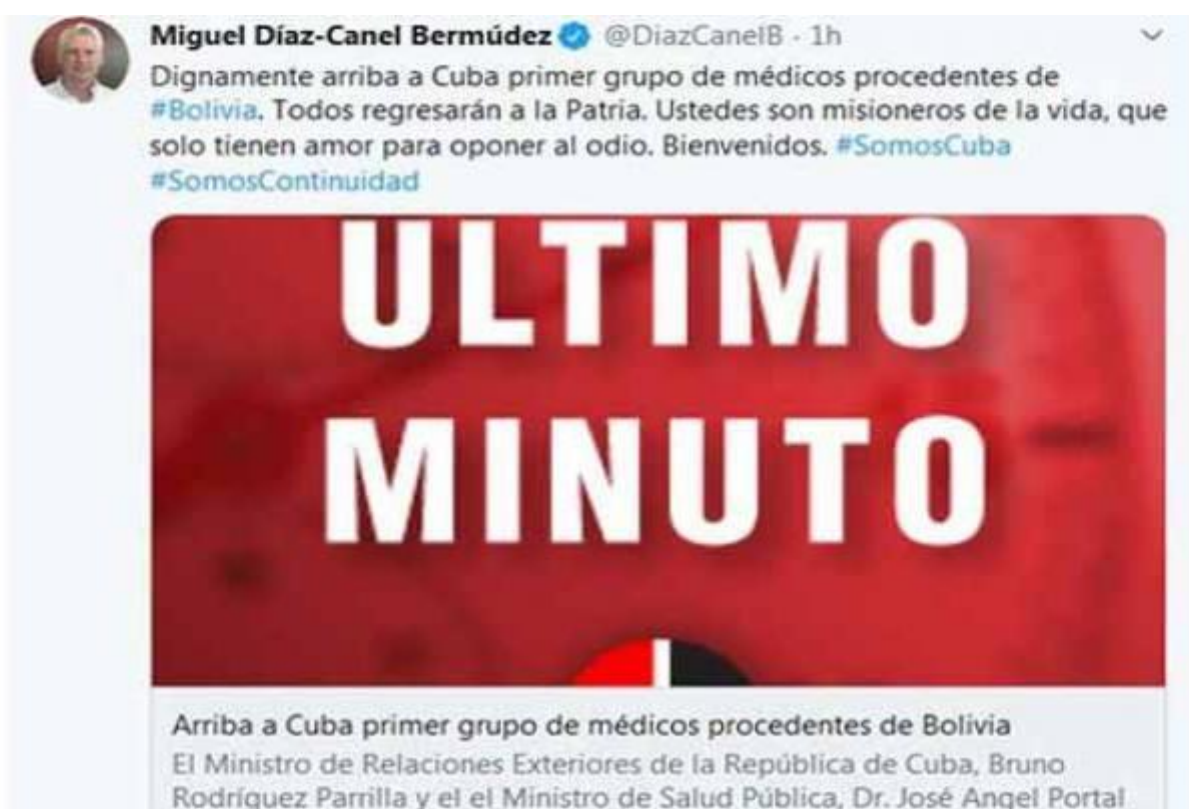 Miguel Díaz-Canel Bermúdez @DiazCanelB · 1h
Dignamente arriba a Cuba primer grupo de médicos procedentes de
#Bolivia. Todos regresarán a la Patria. Ustedes son misioneros de la vida, que
solo tienen amor para oponer al odio. Bienvenidos. #SomosCuba
#SomosContinuidad
ULTIMO
MINUTO
Arriba a Cuba primer grupo de médicos procedentes de Bolivia
El Ministro de Relaciones Exteriores de la República de Cuba, Bruno
Rodríguez Parrilla y el el Ministro de Salud Pública, Dr. José Angel Portal